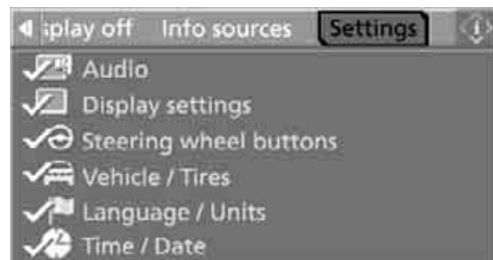 splay off Info sources Settings i
Audio
Display settings
Steering wheel buttons
Vehicle / Tires
Language / Units
Time / Date